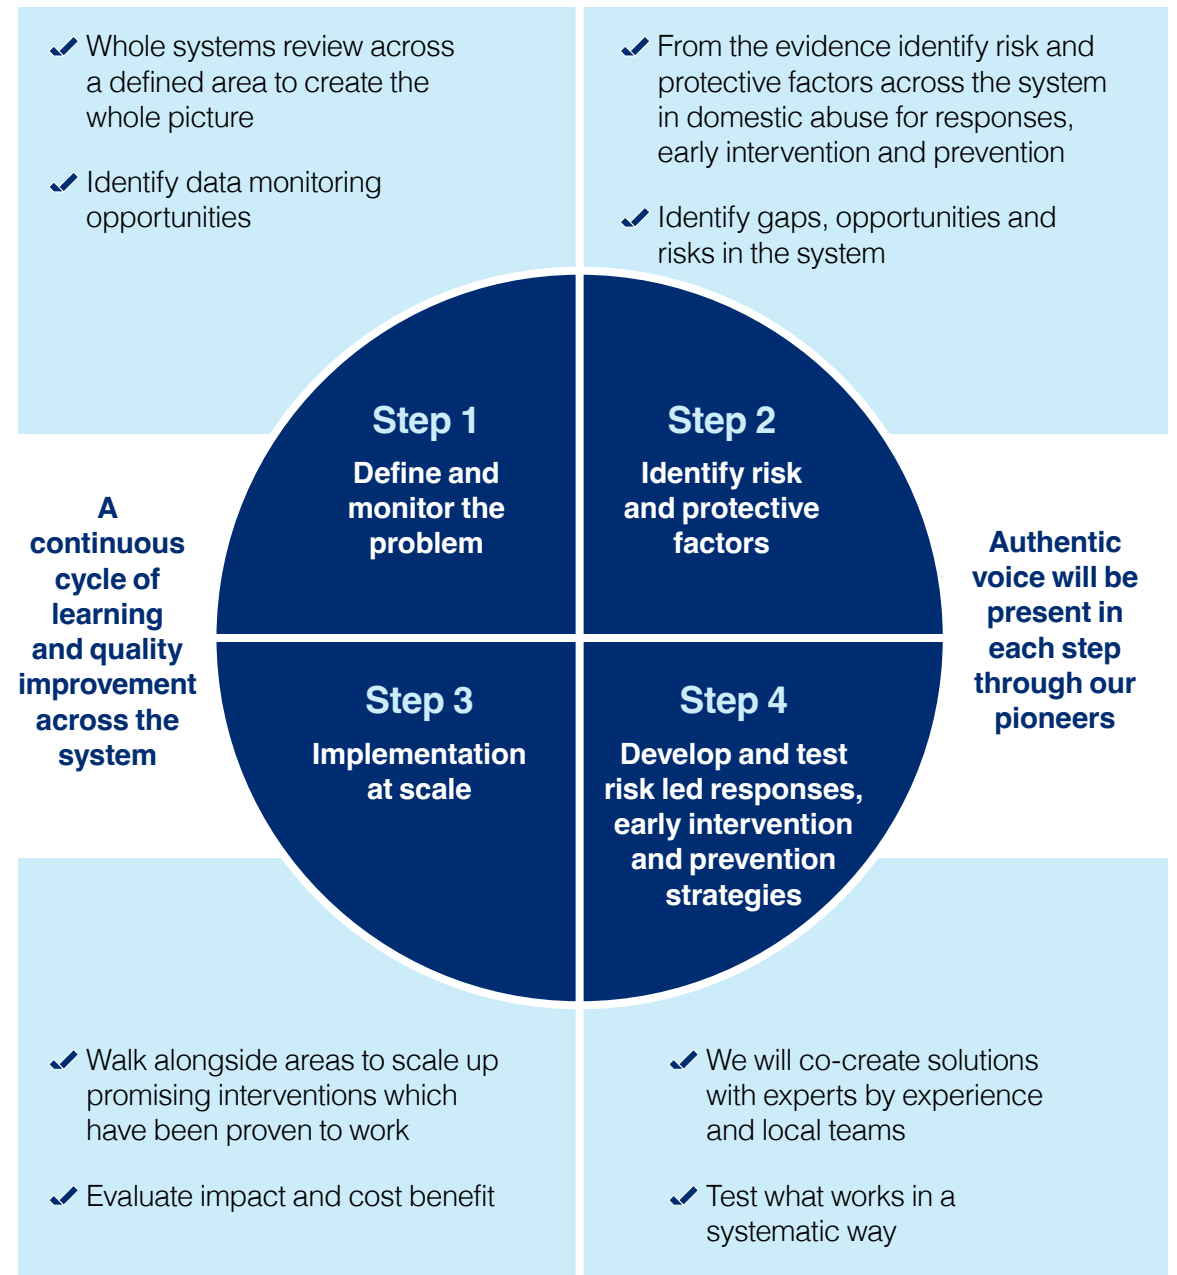 Whole systems review across
a defined area to create the
whole picture
Identify data monitoring
opportunities
From the evidence identify risk and
protective factors across the system
in domestic abuse for responses,
early intervention and prevention
Identify gaps, opportunities and
risks in the system
Step 1
Define and
monitor the
problem
Step 2
Identify risk
and protective
factors
A
continuous
cycle of
learning
and quality
improvement
across the
system
Authentic
voice will be
present in
each step
through our
pioneers
Step 3
Implementation
at scale
Step 4
Develop and test
risk led responses,
early intervention
and prevention
strategies
Walk alongside areas to scale up
promising interventions which
have been proven to work
Evaluate impact and cost benefit
We will co-create solutions
with experts by experience
and local teams
Test what works in a
systematic way